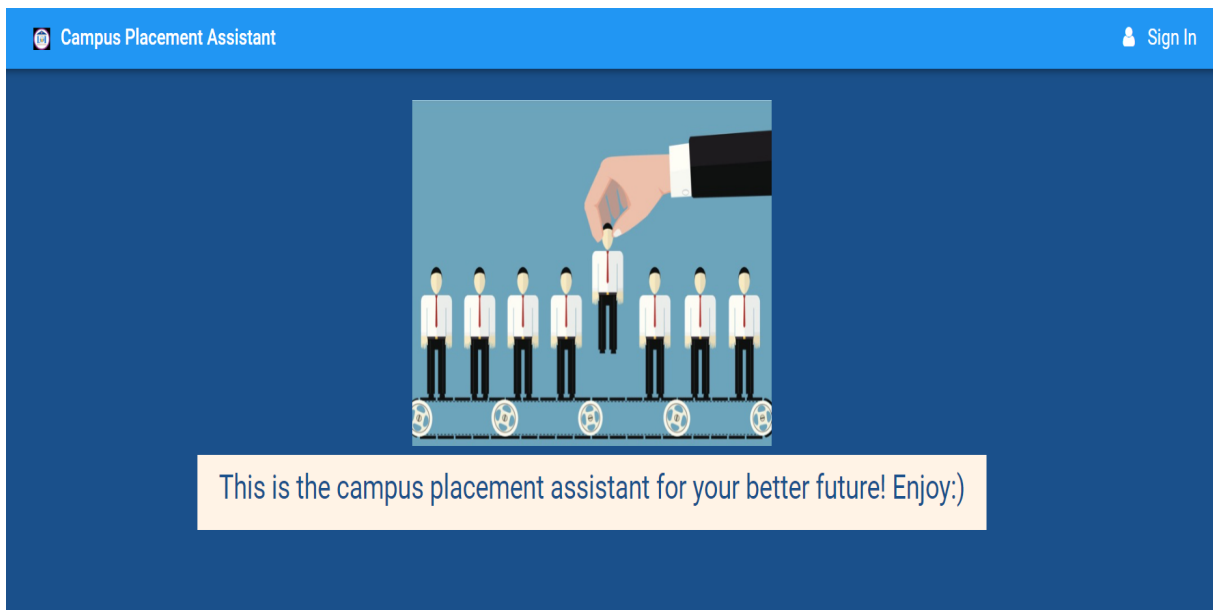 Campus Placement Assistant
Sign In
This is the campus placement assistant for your better future! Enjoy:)